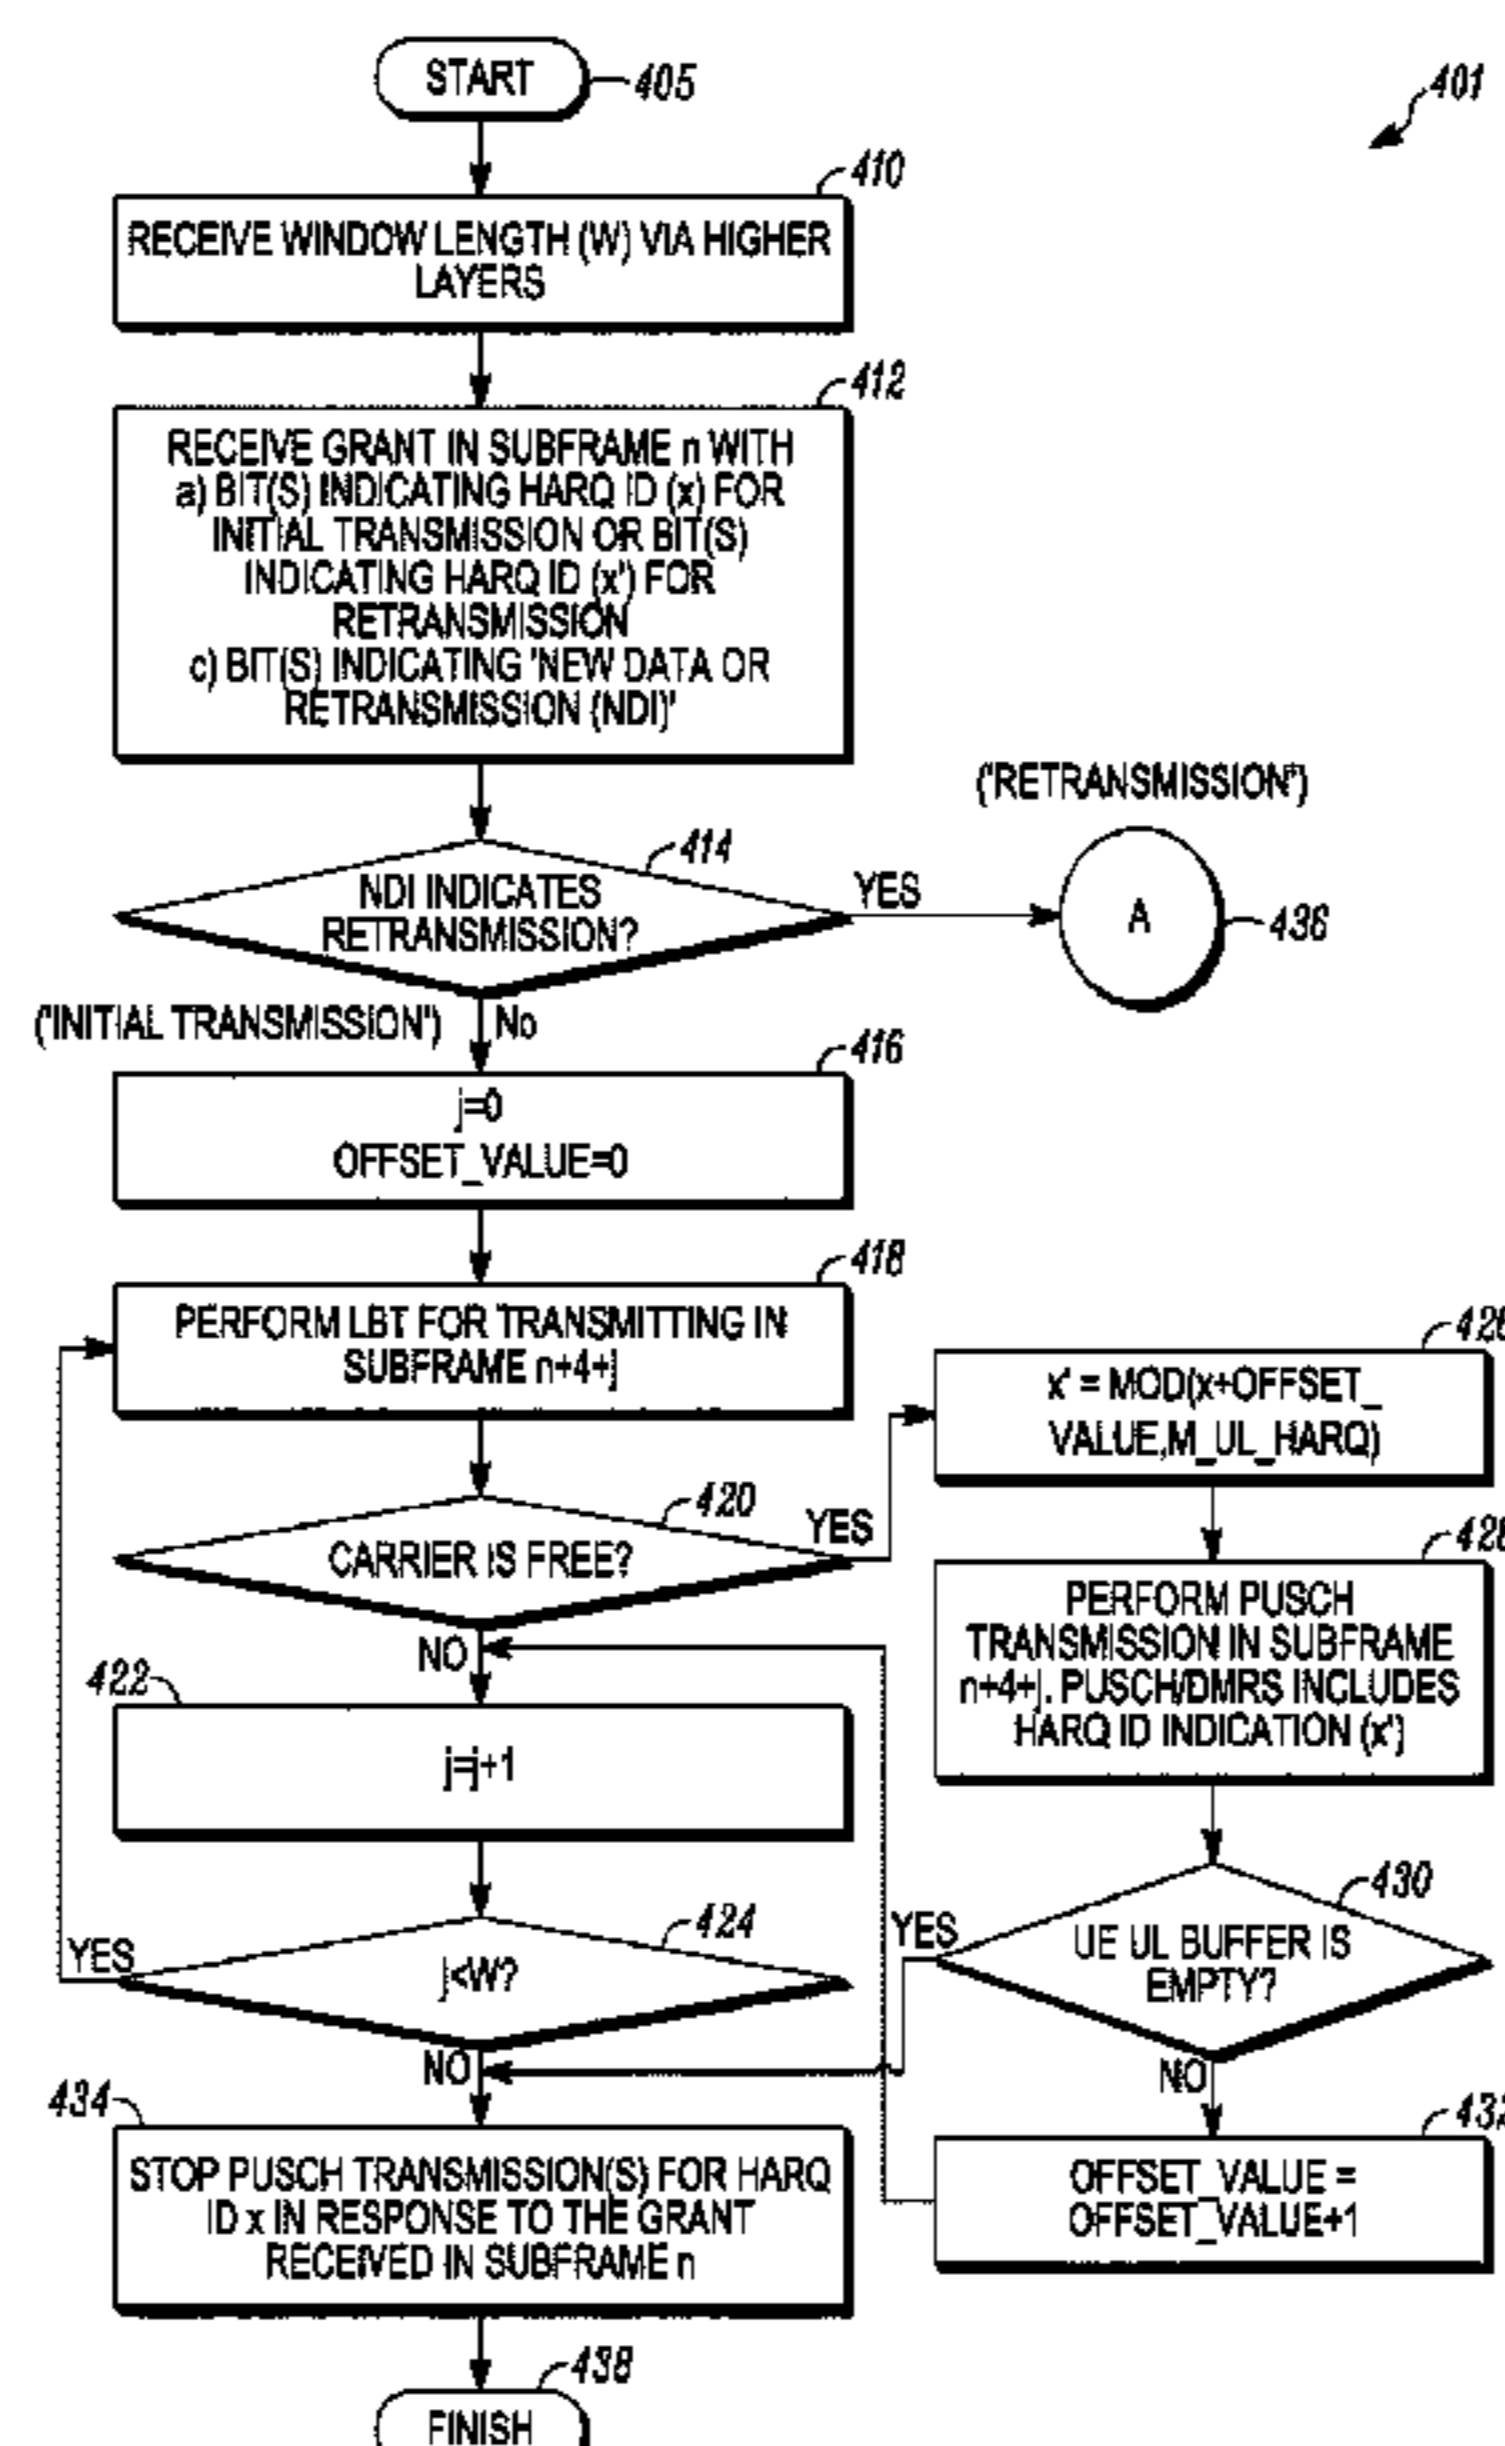 START
405
401
410
RECEIVE WINDOW LENGTH (W) VIA HIGHER
LAYERS
412
RECEIVE GRANT IN SUBFRAME n WITH
a) BIT(S) INDICATING HARQ ID (x) FOR
INITIAL TRANSMISSION OR BIT(S)
INDICATING HARQ ID (x') FOR
RETRANSMISSION
c) BIT(S) INDICATING 'NEW DATA OR
RETRANSMISSION (NDI)'
('RETRANSMISSION')
414
NDI INDICATES
RETRANSMISSION?
YES
A
436
('INITIAL TRANSMISSION')
No
416
j=0
OFFSET_VALUE=0
418
PERFORM LBT FOR TRANSMITTING IN
SUBFRAME n+4+j
x' = MOD(x+OFFSET_
VALUE,M_UL_HARQ)
420
CARRIER IS FREE?
YES
NO
PERFORM PUSCH
TRANSMISSION IN SUBFRAME
n+4+j. PUSCH/DMRS INCLUDES
HARQ ID INDICATION (x')
422
j=j+1
424
j<W?
YES
NO
430
UE UL BUFFER IS
EMPTY?
YES
NO
OFFSET_VALUE =
OFFSET_VALUE+1
434
STOP PUSCH TRANSMISSION(S) FOR HARQ
ID x IN RESPONSE TO THE GRANT
RECEIVED IN SUBFRAME n
438
FINISH